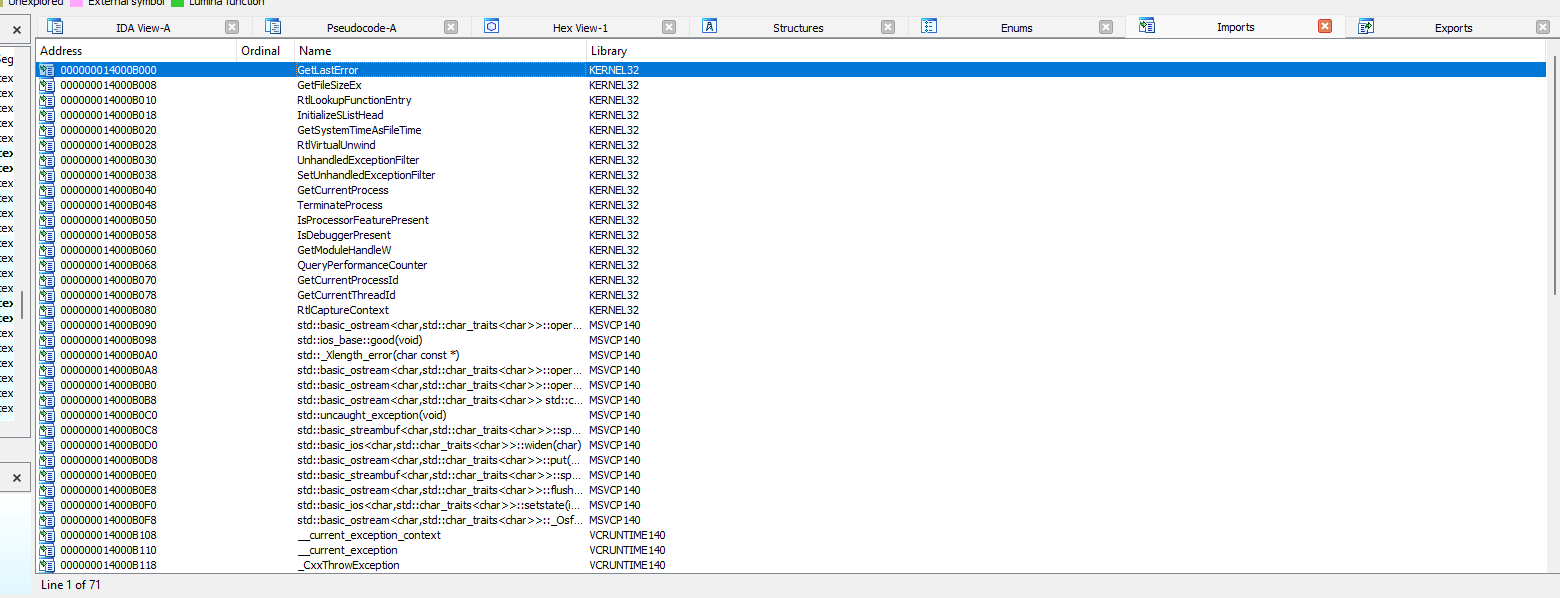 Unexplored External symbol Lumina function
IDA View-A Pseudocode-A Hex View-1 Structures Enums Imports Exports
Address Ordinal Name Library
000000014000B000 GetLastError KERNEL32
000000014000B008 GetFileSizeEx KERNEL32
000000014000B010 RtlLookupFunctionEntry KERNEL32
000000014000B018 InitializeSListHead KERNEL32
000000014000B020 GetSystemTimeAsFileTime KERNEL32
000000014000B028 RtlVirtualUnwind KERNEL32
000000014000B030 UnhandledExceptionFilter KERNEL32
000000014000B038 SetUnhandledExceptionFilter KERNEL32
000000014000B040 GetCurrentProcess KERNEL32
000000014000B048 TerminateProcess KERNEL32
000000014000B050 IsProcessorFeaturePresent KERNEL32
000000014000B058 IsDebuggerPresent KERNEL32
000000014000B060 GetModuleHandleW KERNEL32
000000014000B068 QueryPerformanceCounter KERNEL32
000000014000B070 GetCurrentProcessId KERNEL32
000000014000B078 GetCurrentThreadId KERNEL32
000000014000B080 RtlCaptureContext KERNEL32
000000014000B090 std::basic_ostream<char,std::char_traits<char>>::oper... MSVCP140
000000014000B098 std::ios_base::good(void) MSVCP140
000000014000B0A0 std::_Xlength_error(char const *) MSVCP140
000000014000B0A8 std::basic_ostream<char,std::char_traits<char>>::oper... MSVCP140
000000014000B0B0 std::basic_ostream<char,std::char_traits<char>>::oper... MSVCP140
000000014000B0B8 std::basic_ostream<char,std::char_traits<char>> std::c... MSVCP140
000000014000B0C0 std::uncaught_exception(void) MSVCP140
000000014000B0C8 std::basic_streambuf<char,std::char_traits<char>>::sp... MSVCP140
000000014000B0D0 std::basic_ios<char,std::char_traits<char>>::widen(char) MSVCP140
000000014000B0D8 std::basic_ostream<char,std::char_traits<char>>::put(... MSVCP140
000000014000B0E0 std::basic_streambuf<char,std::char_traits<char>>::sp... MSVCP140
000000014000B0E8 std::basic_ostream<char,std::char_traits<char>>::flush... MSVCP140
000000014000B0F0 std::basic_ios<char,std::char_traits<char>>::setstate(i... MSVCP140
000000014000B0F8 std::basic_ostream<char,std::char_traits<char>>::_Osf... MSVCP140
000000014000B108 __current_exception_context VCRUNTIME140
000000014000B110 __current_exception VCRUNTIME140
000000014000B118 _CxxThrowException VCRUNTIME140
Line 1 of 71